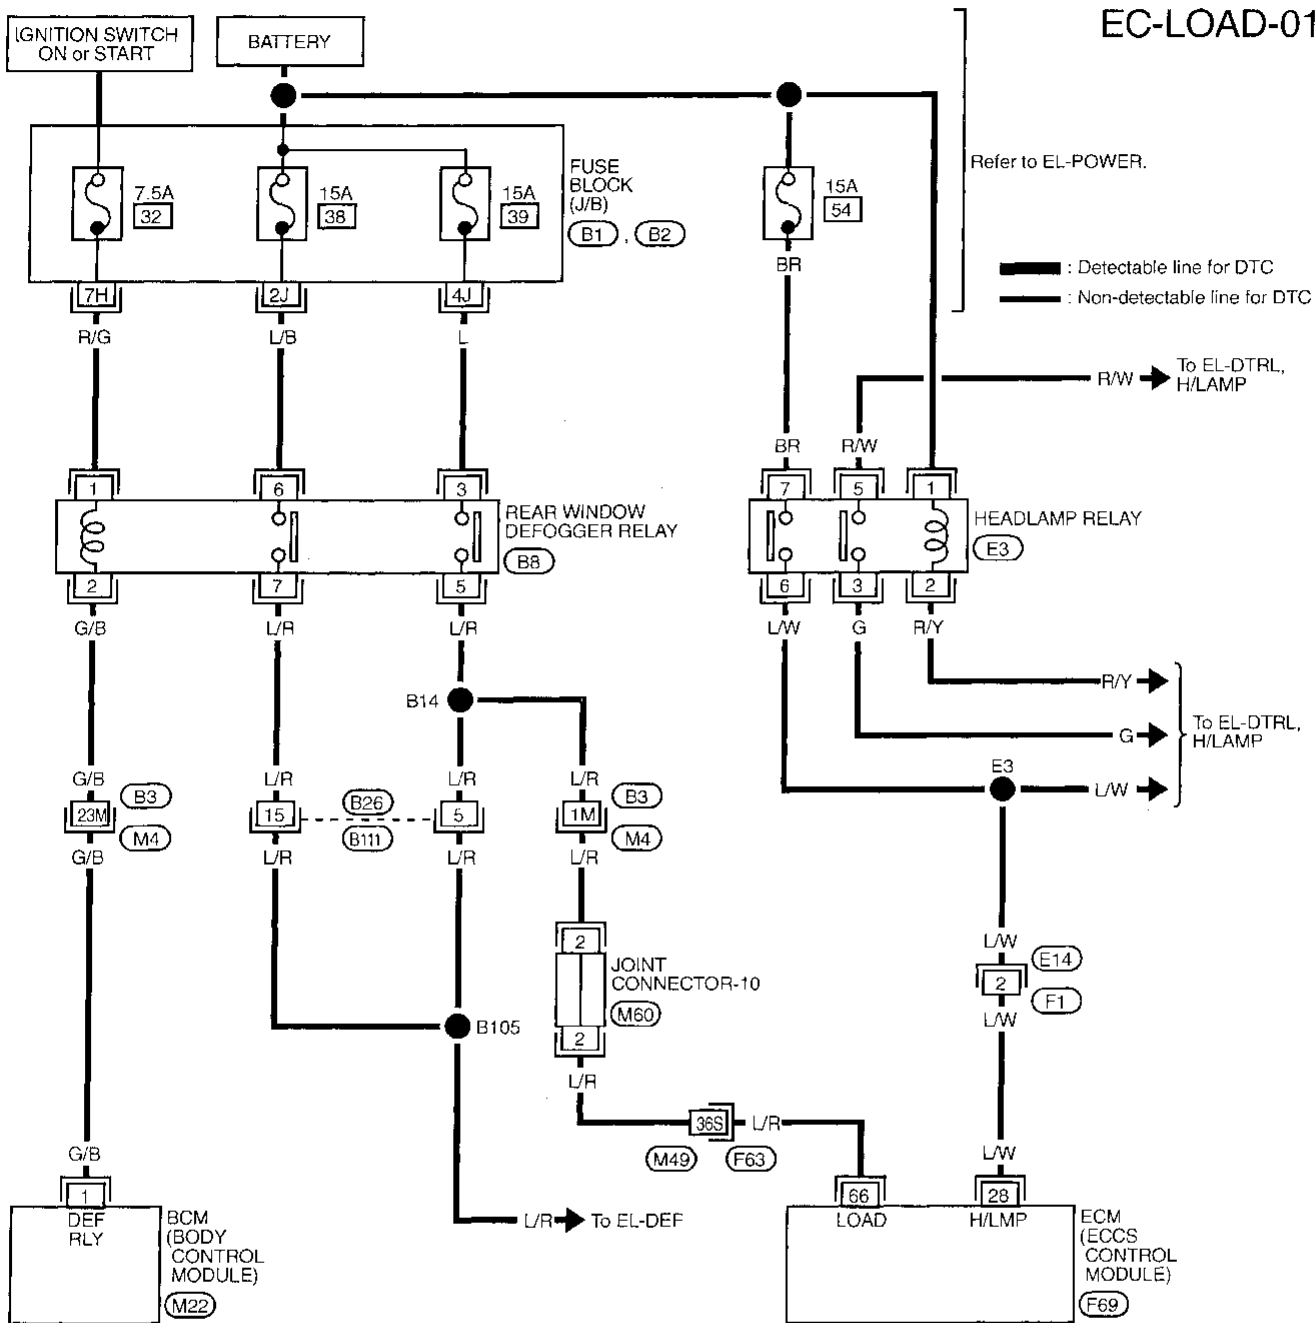 EC-LOAD-01
IGNITION SWITCH
ON or START
BATTERY
7.5A
32
15A
38
15A
39
FUSE
BLOCK
(J/B)
B1 , B2
15A
54
Refer to EL-POWER.
BR
: Detectable line for DTC
: Non-detectable line for DTC
7H
2J
4J
R/G
L/B
L
R/W
To EL-DTRL,
H/LAMP
BR
R/W
1
6
3
7
5
1
REAR WINDOW
DEFOGGER RELAY
B8
HEADLAMP RELAY
E3
2
7
5
6
3
2
G/B
L/R
L/R
L/W
G
R/Y
R/Y
B14
G
To EL-DTRL,
H/LAMP
E3
L/W
G/B
L/R
L/R
L/R
B3
B26
B3
23M
15
5
1M
M4
B111
M4
G/B
L/R
L/R
L/R
2
L/W
E14
JOINT
CONNECTOR-10
2
M60
F1
L/W
B105
2
L/R
36S
L/R
M49
F63
G/B
L/W
1
66
28
DEF
RLY
BCM
(BODY
CONTROL
MODULE)
M22
L/R
To EL-DEF
LOAD
H/LMP
ECM
(ECCS
CONTROL
MODULE)
F69